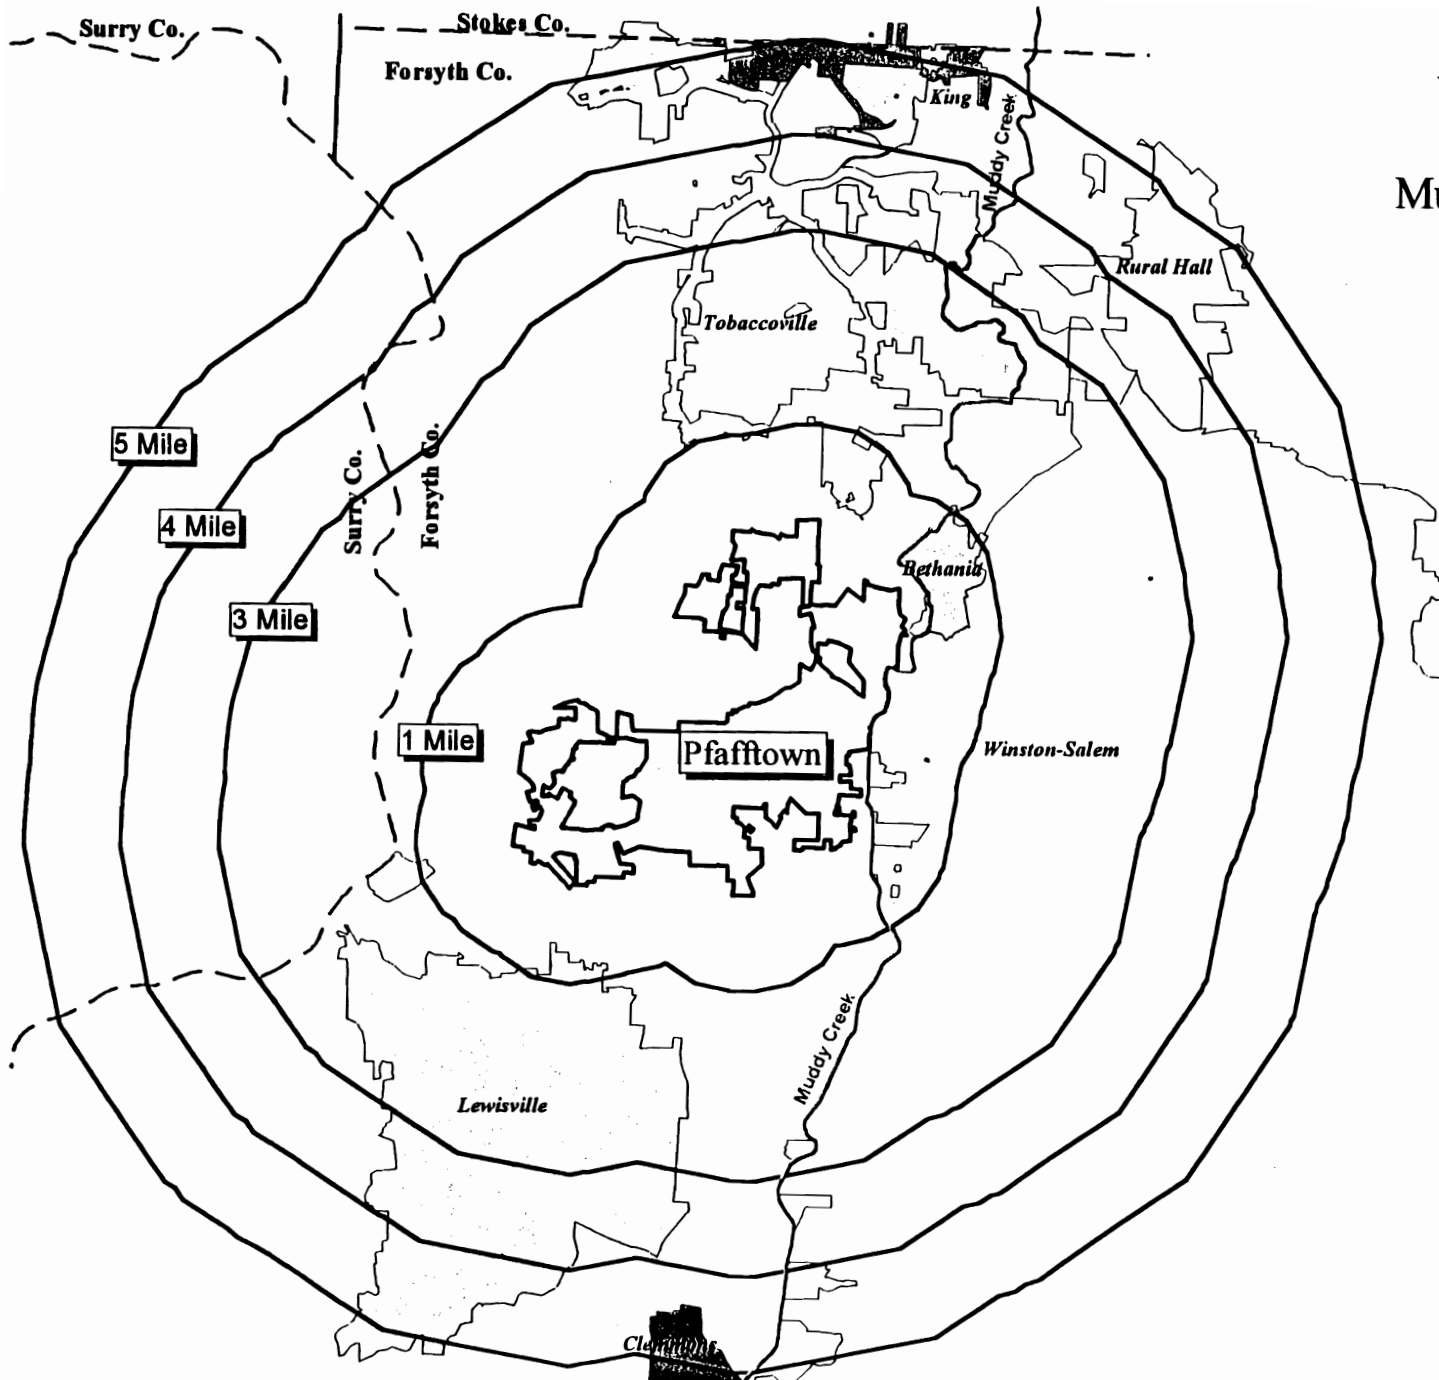 Surry Co.
Stokes Co.
Forsyth Co.
King
Muddy Creek
Mu
Rural Hall
Tobaccoville
5 Mile
4 Mile
Surry Co.
Forsyth Co.
3 Mile
Bethania
1 Mile
Pfafftown
Winston-Salem
Muddy Creek
Lewisville
Clemmons